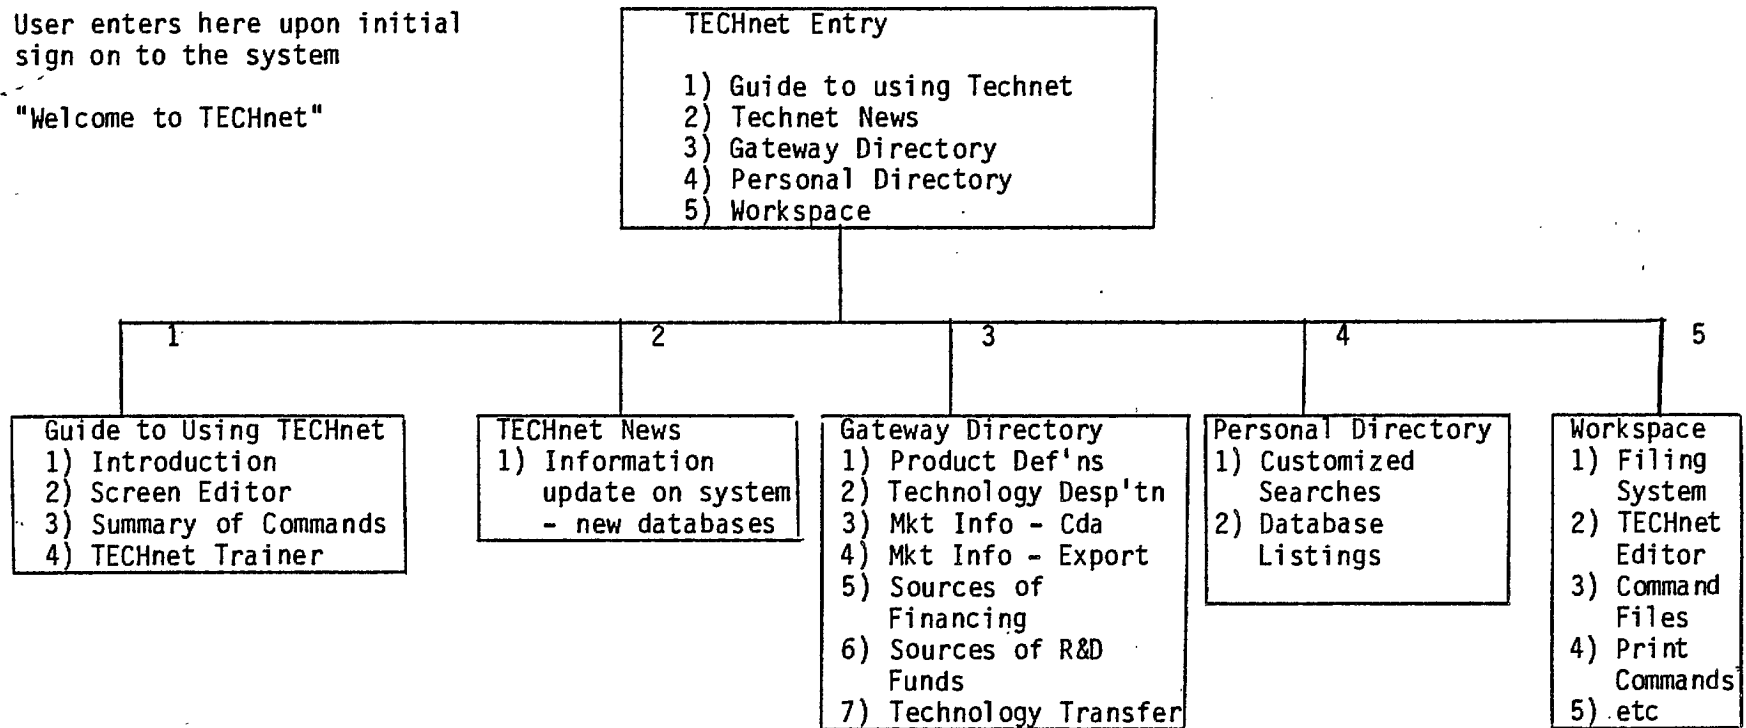 User enters here upon initial
sign on to the system
"Welcome to TECHnet"
TECHnet Entry
1) Guide to using Technet
2) Technet News
3) Gateway Directory
4) Personal Directory
5) Workspace
1
2
3
4
5
Guide to Using TECHnet
1) Introduction
2) Screen Editor
3) Summary of Commands
4) TECHnet Trainer
TECHnet News
1) Information
update on system
- new databases
Gateway Directory
1) Product Def'ns
2) Technology Desp'tn
3) Mkt Info - Cda
4) Mkt Info - Export
5) Sources of
Financing
6) Sources of R&D
Funds
7) Technology Transfer
Personal Directory
1) Customized
Searches
2) Database
Listings
Workspace
1) Filing
System
2) TECHnet
Editor
3) Command
Files
4) Print
Commands
5) etc